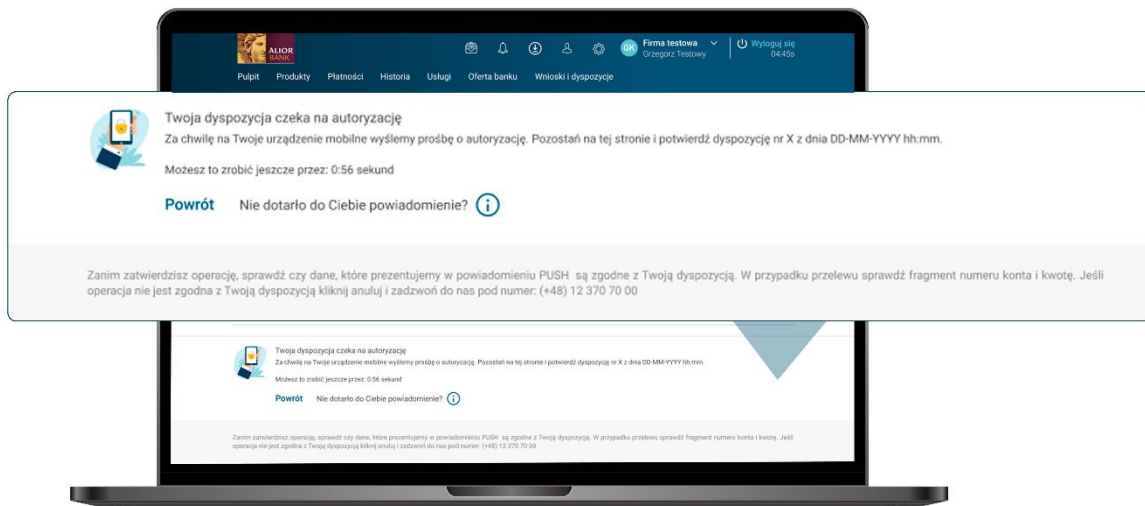 ALIOR
BANK
GK
Firma testowa
Grzegorz Testowy
Wyloguj się
04:45s
Pulpit Produkty Płatności Historia Usługi Oferta banku Wnioski i dyspozycje
Twoja dyspozycja czeka na autoryzację
Za chwilę na Twoje urządzenie mobilne wyślemy prośbę o autoryzację. Pozostań na tej stronie i potwierdź dyspozycję nr X z dnia DD-MM-YYYY hh:mm.
Możesz to zrobić jeszcze przez: 0:56 sekund
Powrót Nie dotarło do Ciebie powiadomienie?
Zanim zatwierdzisz operację, sprawdź czy dane, które prezentujemy w powiadomieniu PUSH są zgodne z Twoją dyspozycją. W przypadku przelewu sprawdź fragment numeru konta i kwotę. Jeśli
operacja nie jest zgodna z Twoją dyspozycją kliknij anuluj i zadzwoń do nas pod numer: (+48) 12 370 70 00
Twoja dyspozycja czeka na autoryzację
Za chwilę na Twoje urządzenie mobilne wyślemy prośbę o autoryzację. Pozostań na tej stronie i potwierdź dyspozycję nr X z dnia DD-MM-YYYY hh:mm.
Możesz to zrobić jeszcze przez: 0:56 sekund
Powrót Nie dotarło do Ciebie powiadomienie?
Zanim zatwierdzisz operację, sprawdź czy dane, które prezentujemy w powiadomieniu PUSH są zgodne z Twoją dyspozycją. W przypadku przelewu sprawdź fragment numeru konta i kwotę. Jeśli
operacja nie jest zgodna z Twoją dyspozycją kliknij anuluj i zadzwoń do nas pod numer: (+48) 12 370 70 00